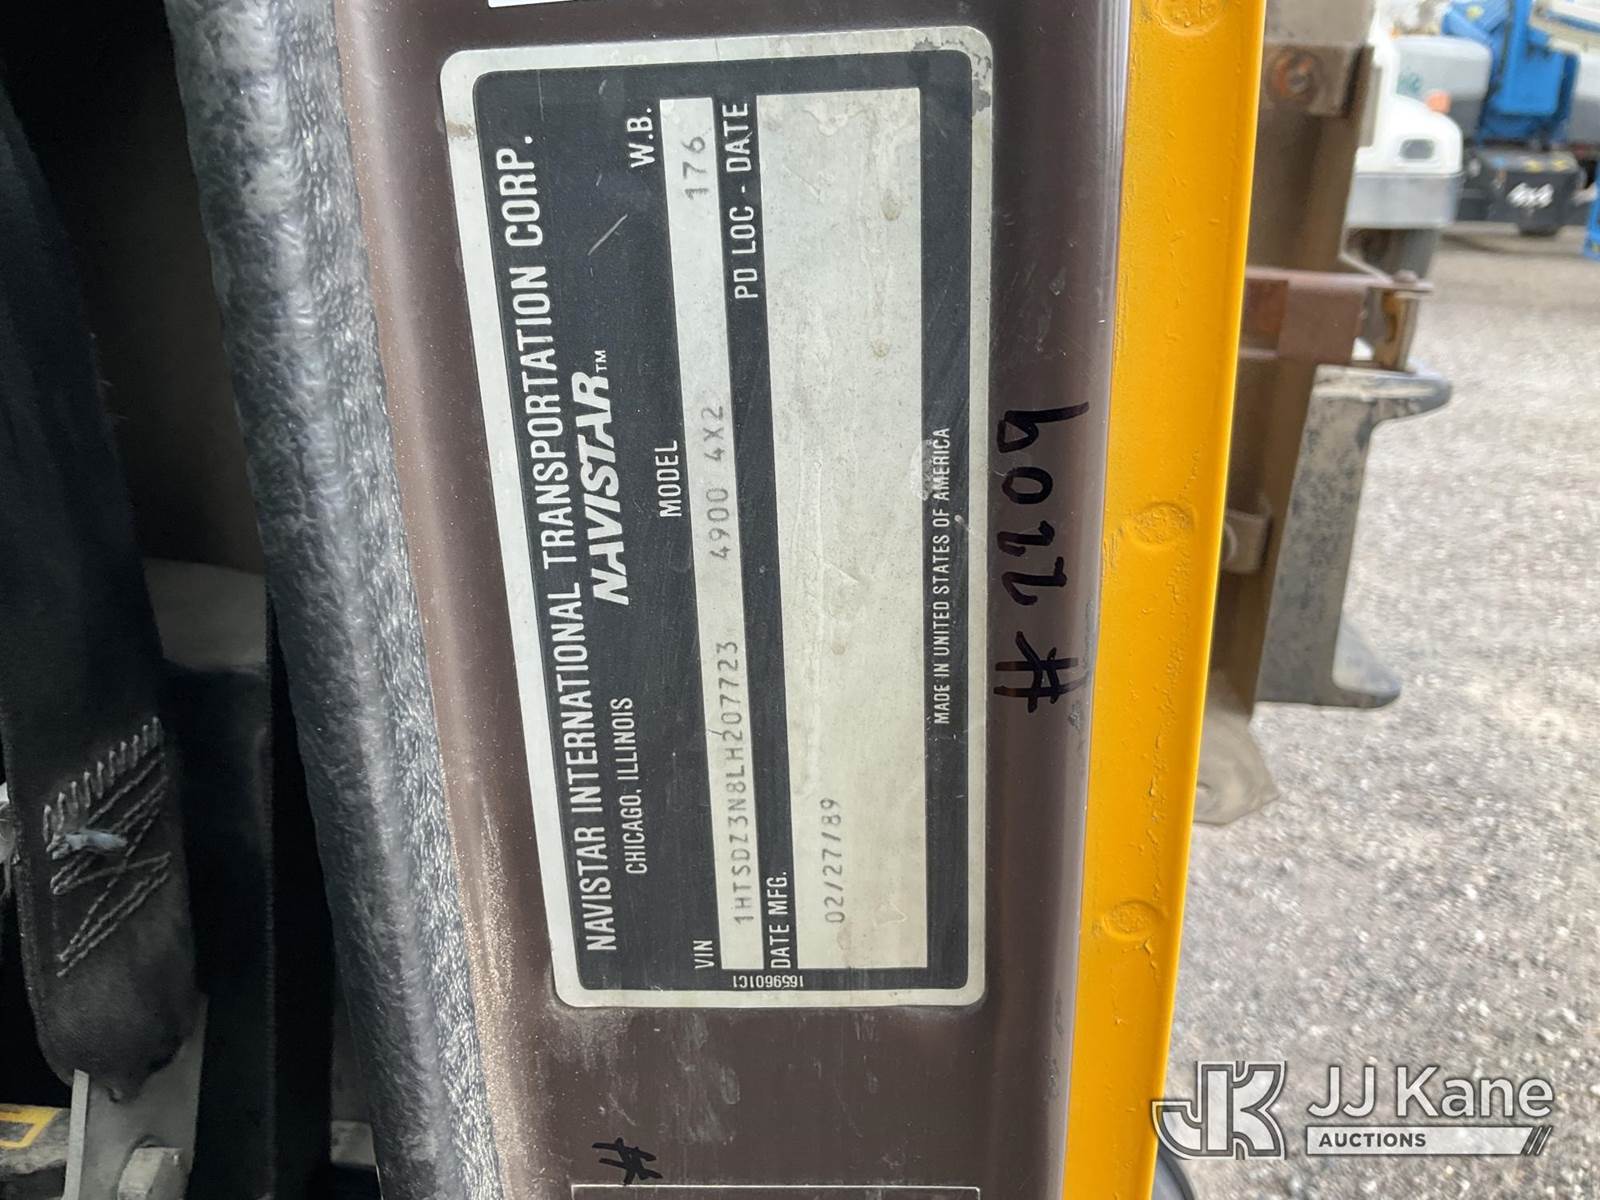 NAVISTAR INTERNATIONAL TRANSPORTATION CORP.
CHICAGO, ILLINOIS NAVISTAR™ W.B.
VIN MODEL
1HTSDZ3N8LH207723 4900 4X2 176
DATE MFG. PD LOC - DATE
02/27/89
1659601C1
MADE IN UNITED STATES OF AMERICA
# 2209
#
4x4
JJ Kane
AUCTIONS